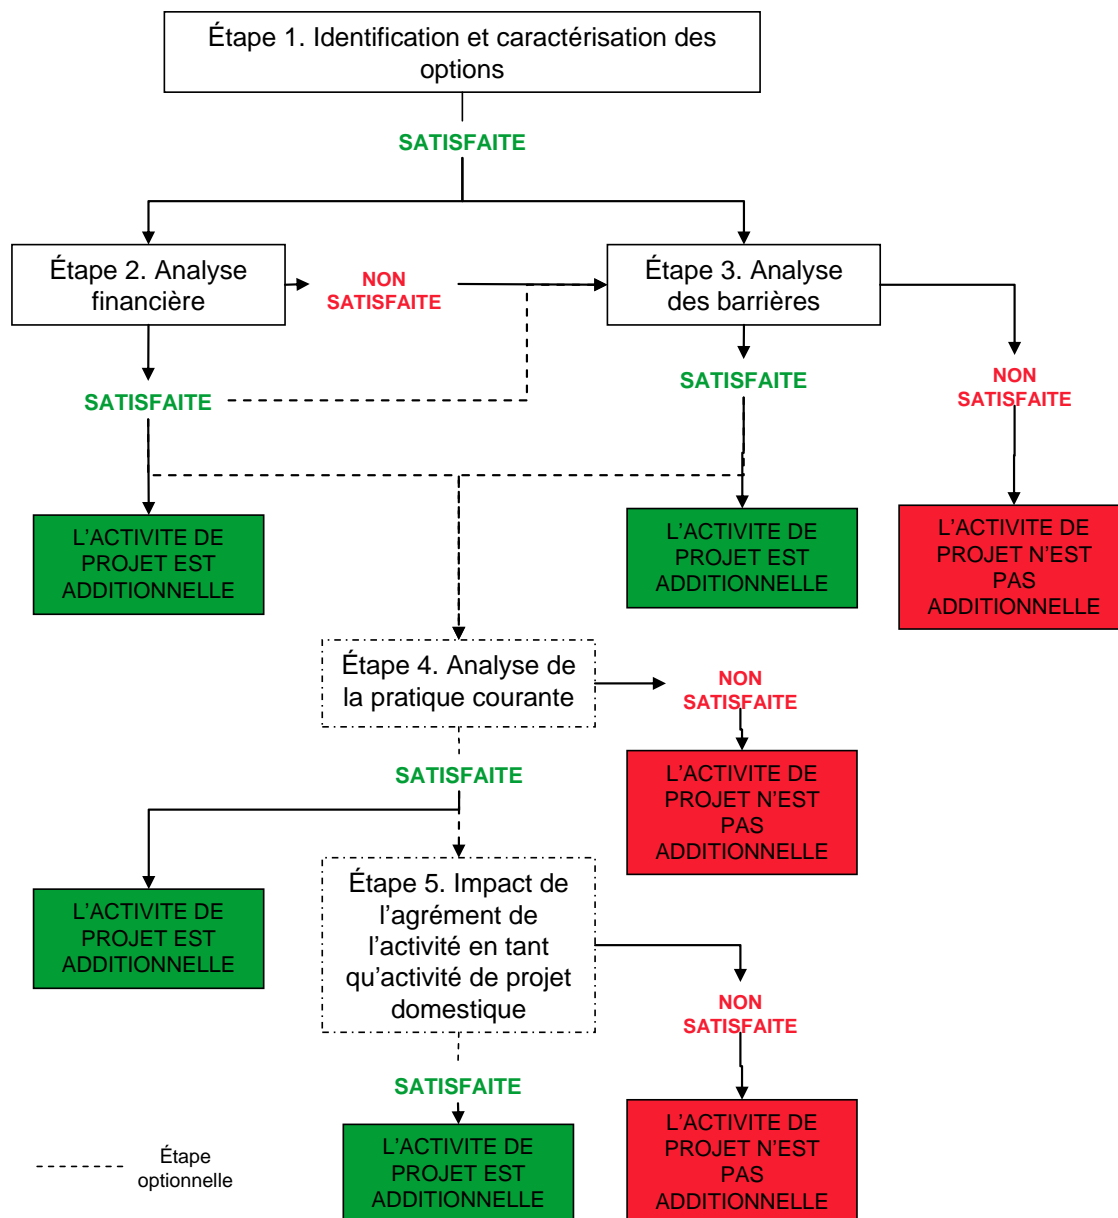 Étape 1. Identification et caractérisation des
options
SATISFAITE
Étape 2. Analyse
financière
NON
SATISFAITE
Étape 3. Analyse
des barrières
SATISFAITE
SATISFAITE
NON
SATISFAITE
L'ACTIVITE DE
PROJET EST
ADDITIONNELLE
L'ACTIVITE DE
PROJET EST
ADDITIONNELLE
L'ACTIVITE DE
PROJET N'EST
PAS
ADDITIONNELLE
Étape 4. Analyse de
la pratique courante
NON
SATISFAITE
SATISFAITE
L'ACTIVITE DE
PROJET N'EST
PAS
ADDITIONNELLE
Étape 5. Impact de
l'agrément de
l'activité en tant
qu'activité de projet
domestique
L'ACTIVITE DE
PROJET EST
ADDITIONNELLE
NON
SATISFAITE
SATISFAITE
L'ACTIVITE DE
PROJET EST
ADDITIONNELLE
L'ACTIVITE DE
PROJET N'EST
PAS
ADDITIONNELLE
Étape
optionnelle